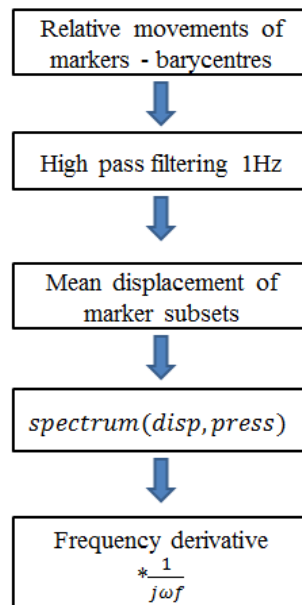 Relative movements of
markers - barycentres
High pass filtering 1Hz
Mean displacement of
marker subsets
spectrum(disp, press)
Frequency derivative
*1/jωf